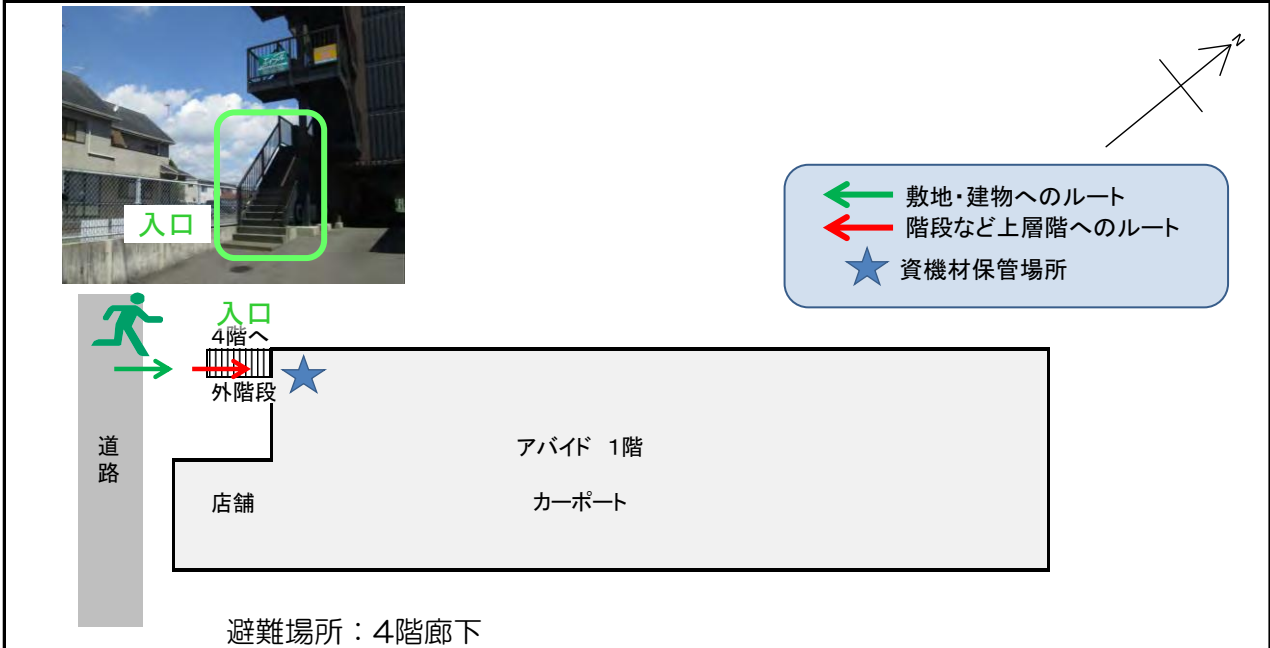 入口
N
敷地・建物へのルート
階段など上層階へのルート
資機材保管場所
入口
4階へ
外階段
道路
アバイド 1階
店舗
カーポート
避難場所：4階廊下